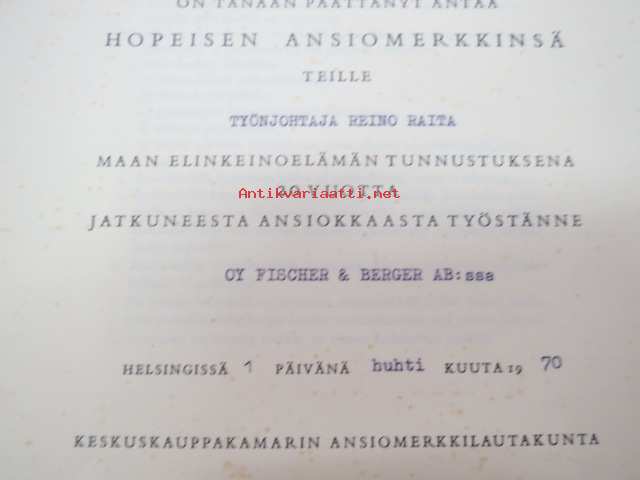 ON TÄNÄÄN PÄÄTTÄNYT ANTAA
HOPEISEN ANSIOMERKKINSÄ
TEILLE
TYÖNJOHTAJA REINO RAITA
MAAN ELINKEINOELÄMÄN TUNNUSTUKSENA
VUOTTA
Antikvariaatti.net
JATKUNEESTA ANSIOKKAASTA TYÖSTÄNNE
OY FISCHER & BERGER AB:ssa
HELSINGISSÄ 1 PÄIVÄNÄ huhti KUUTA 19 70
KESKUSKAUPPAKAMARIN ANSIOMERKKILAUTAKUNTA